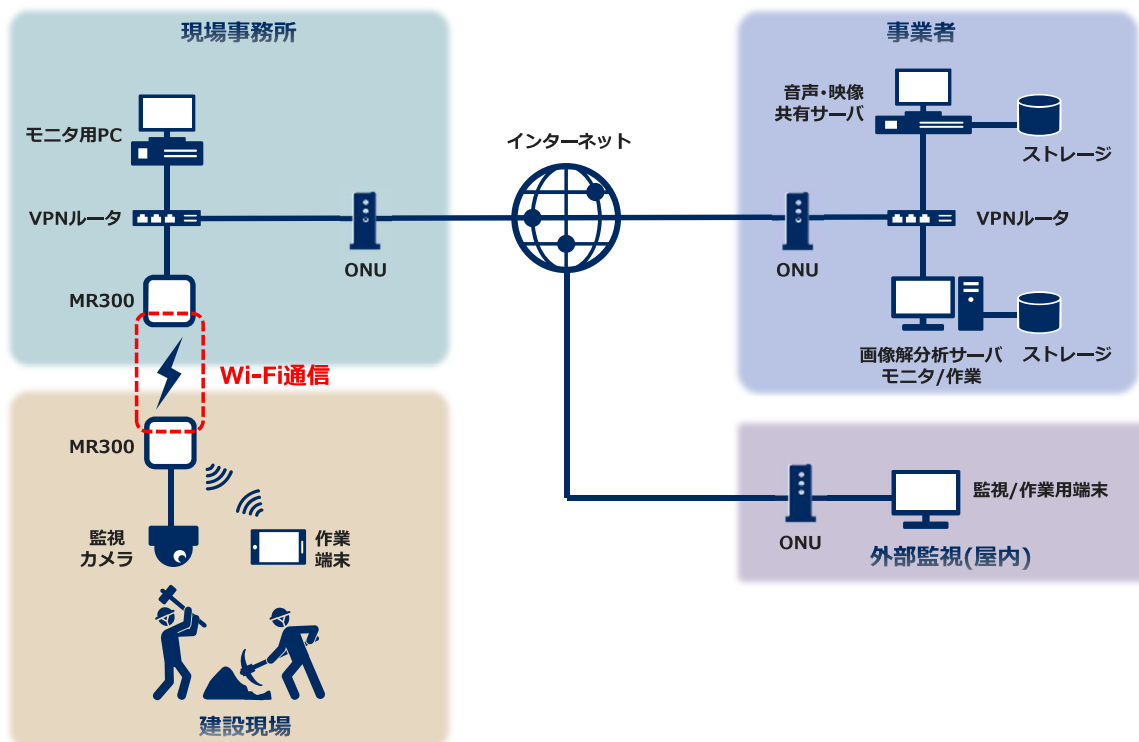 現場事務所
モニタ用PC
VPNルータ
ONU
MR300
Wi-Fi通信
MR300
監視
カメラ
作業
端末
建設現場
インターネット
事業者
音声・映像
共有サーバ
ストレージ
ONU
VPNルータ
画像解分析サーバ
モニタ/作業
ストレージ
ONU
監視/作業用端末
外部監視(屋内)